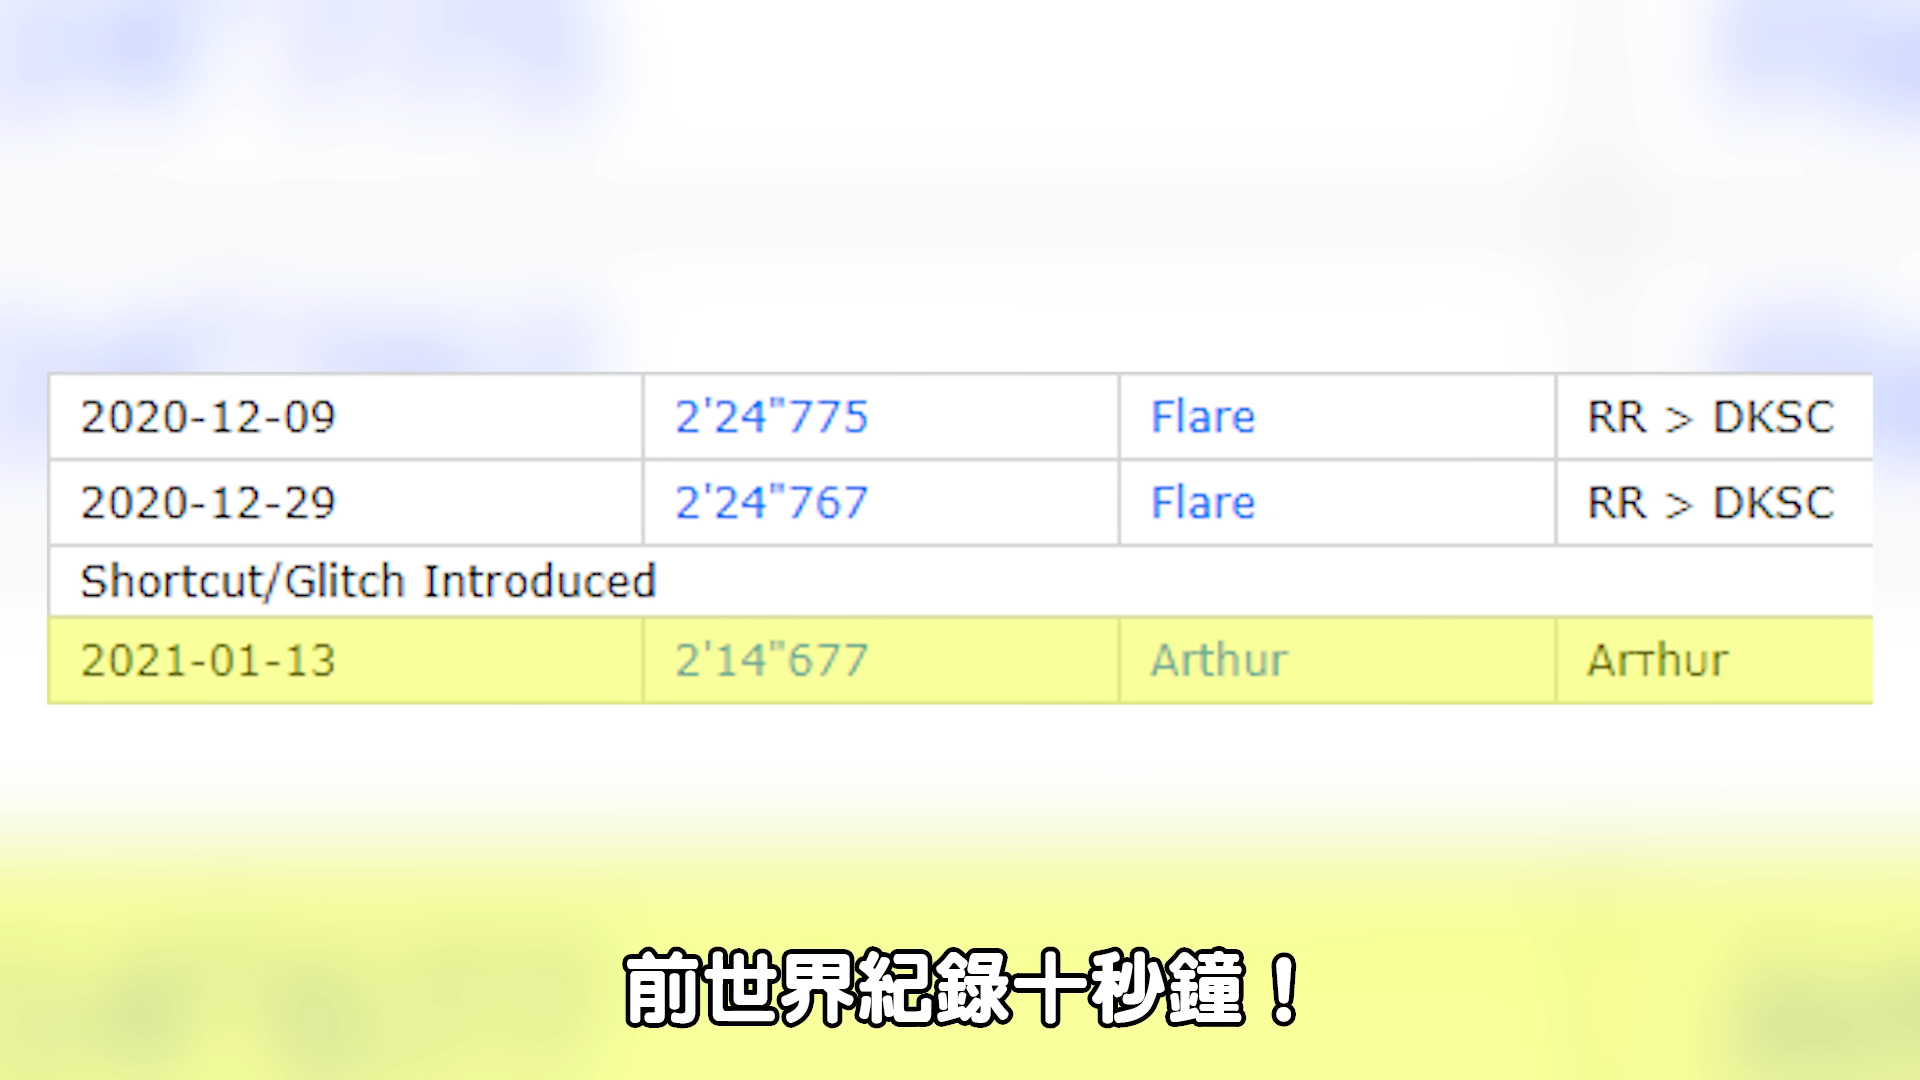 2020-12-09 2'24"775 Flare RR > DKSC
2020-12-29 2'24"767 Flare RR > DKSC
Shortcut/Glitch Introduced
2021-01-13 2'14"677 Arthur Arтhur
前世界紀錄十秒鐘！